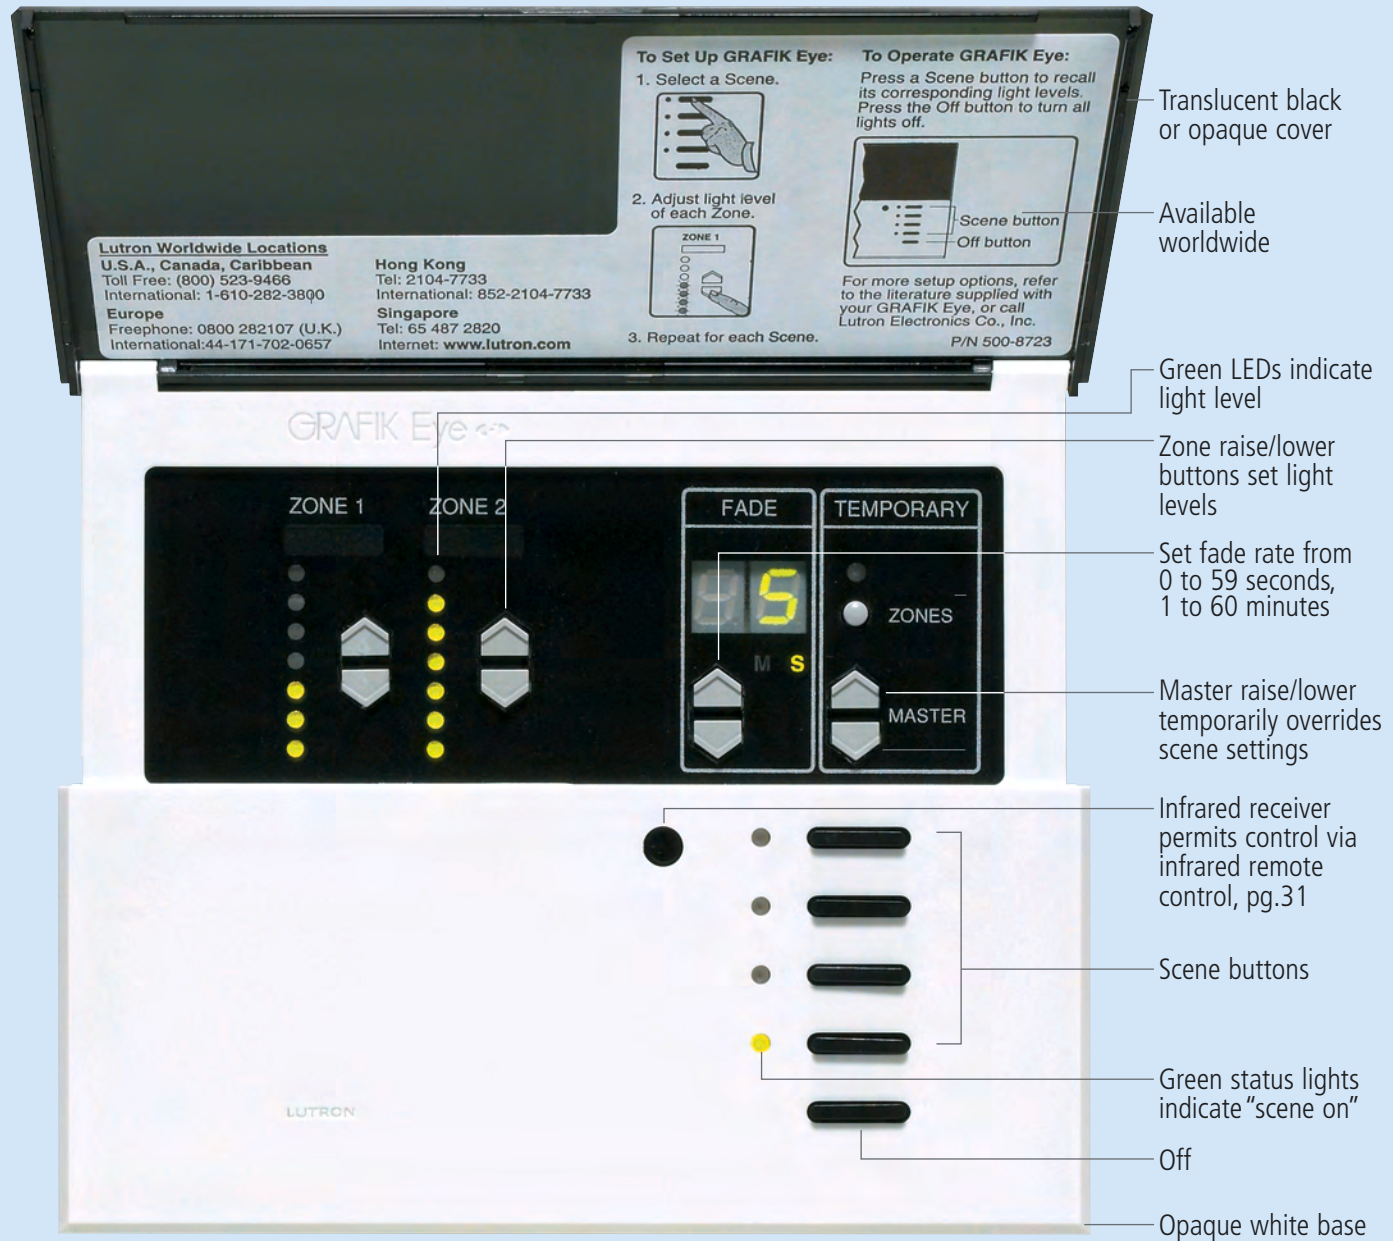 To Set Up GRAFIK Eye:
1. Select a Scene.
2. Adjust light level
of each Zone.
ZONE 1
3. Repeat for each Scene.
To Operate GRAFIK Eye:
Press a Scene button to recall
its corresponding light levels.
Press the Off button to turn all
lights off.
Scene button
Off button
For more setup options, refer
to the literature supplied with
your GRAFIK Eye, or call
Lutron Electronics Co., Inc.
P/N 500-8723
Lutron Worldwide Locations
U.S.A., Canada, Caribbean
Toll Free: (800) 523-9466
International: 1-610-282-3800
Europe
Freephone: 0800 282107 (U.K.)
International:44-171-702-0657
Hong Kong
Tel: 2104-7733
International: 852-2104-7733
Singapore
Tel: 65 487 2820
Internet: www.lutron.com
GRAFIK Eye
ZONE 1
ZONE 2
FADE
5
M S
TEMPORARY
ZONES
MASTER
LUTRON
Translucent black
or opaque cover
Available
worldwide
Green LEDs indicate
light level
Zone raise/lower
buttons set light
levels
Set fade rate from
0 to 59 seconds,
1 to 60 minutes
Master raise/lower
temporarily overrides
scene settings
Infrared receiver
permits control via
infrared remote
control, pg.31
Scene buttons
Green status lights
indicate "scene on"
Off
Opaque white base